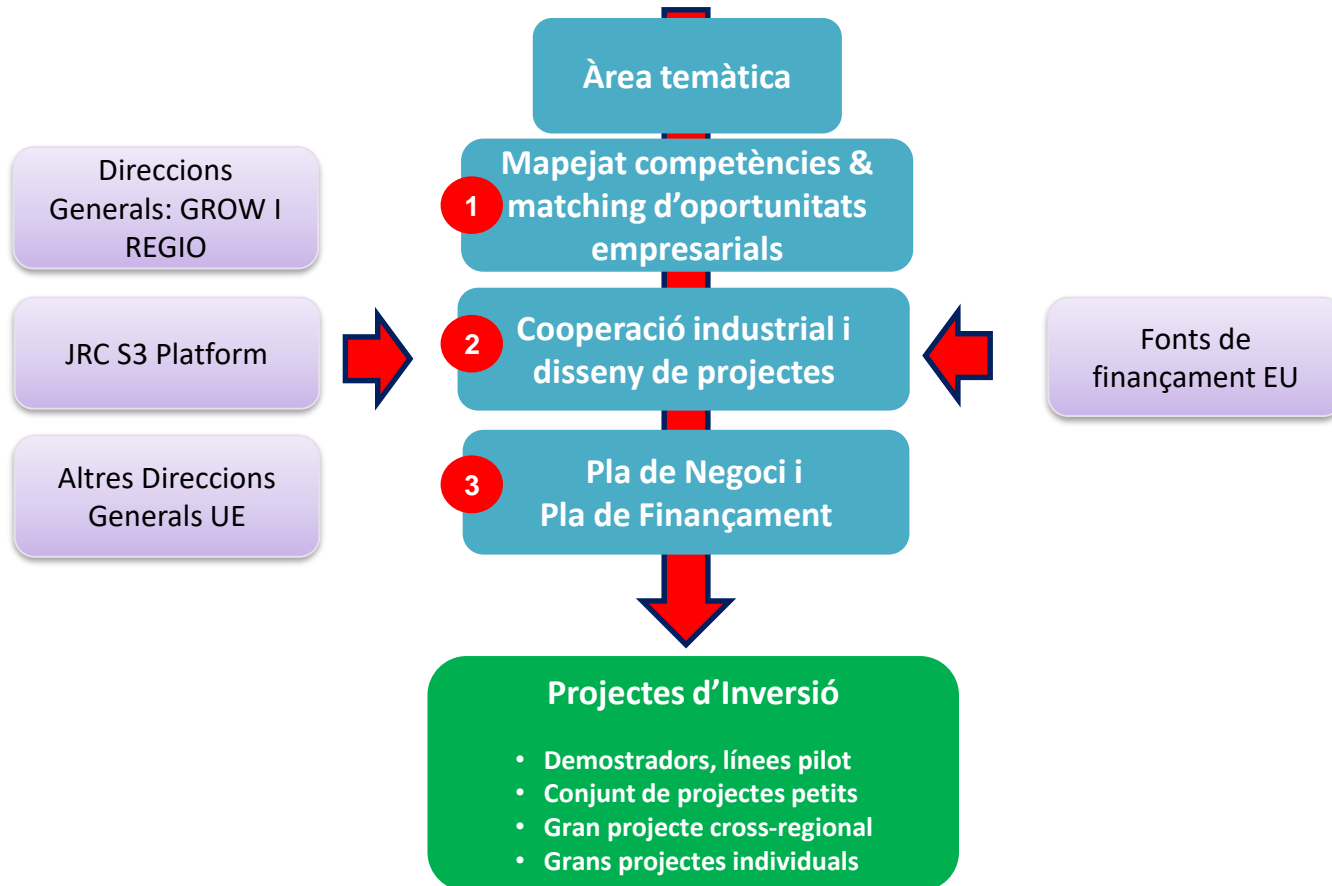 Àrea temàtica
Direccions
Generals: GROW I
REGIO
1
Mapejat competències &
matching d’oportunitats
empresarials
JRC S3 Platform
2
Cooperació industrial i
disseny de projectes
Fonts de
finançament EU
Altres Direccions
Generals UE
3
Pla de Negoci i
Pla de Finançament
Projectes d’Inversió
• Demostradors, línees pilot
• Conjunt de projectes petits
• Gran projecte cross-regional
• Grans projectes individuals